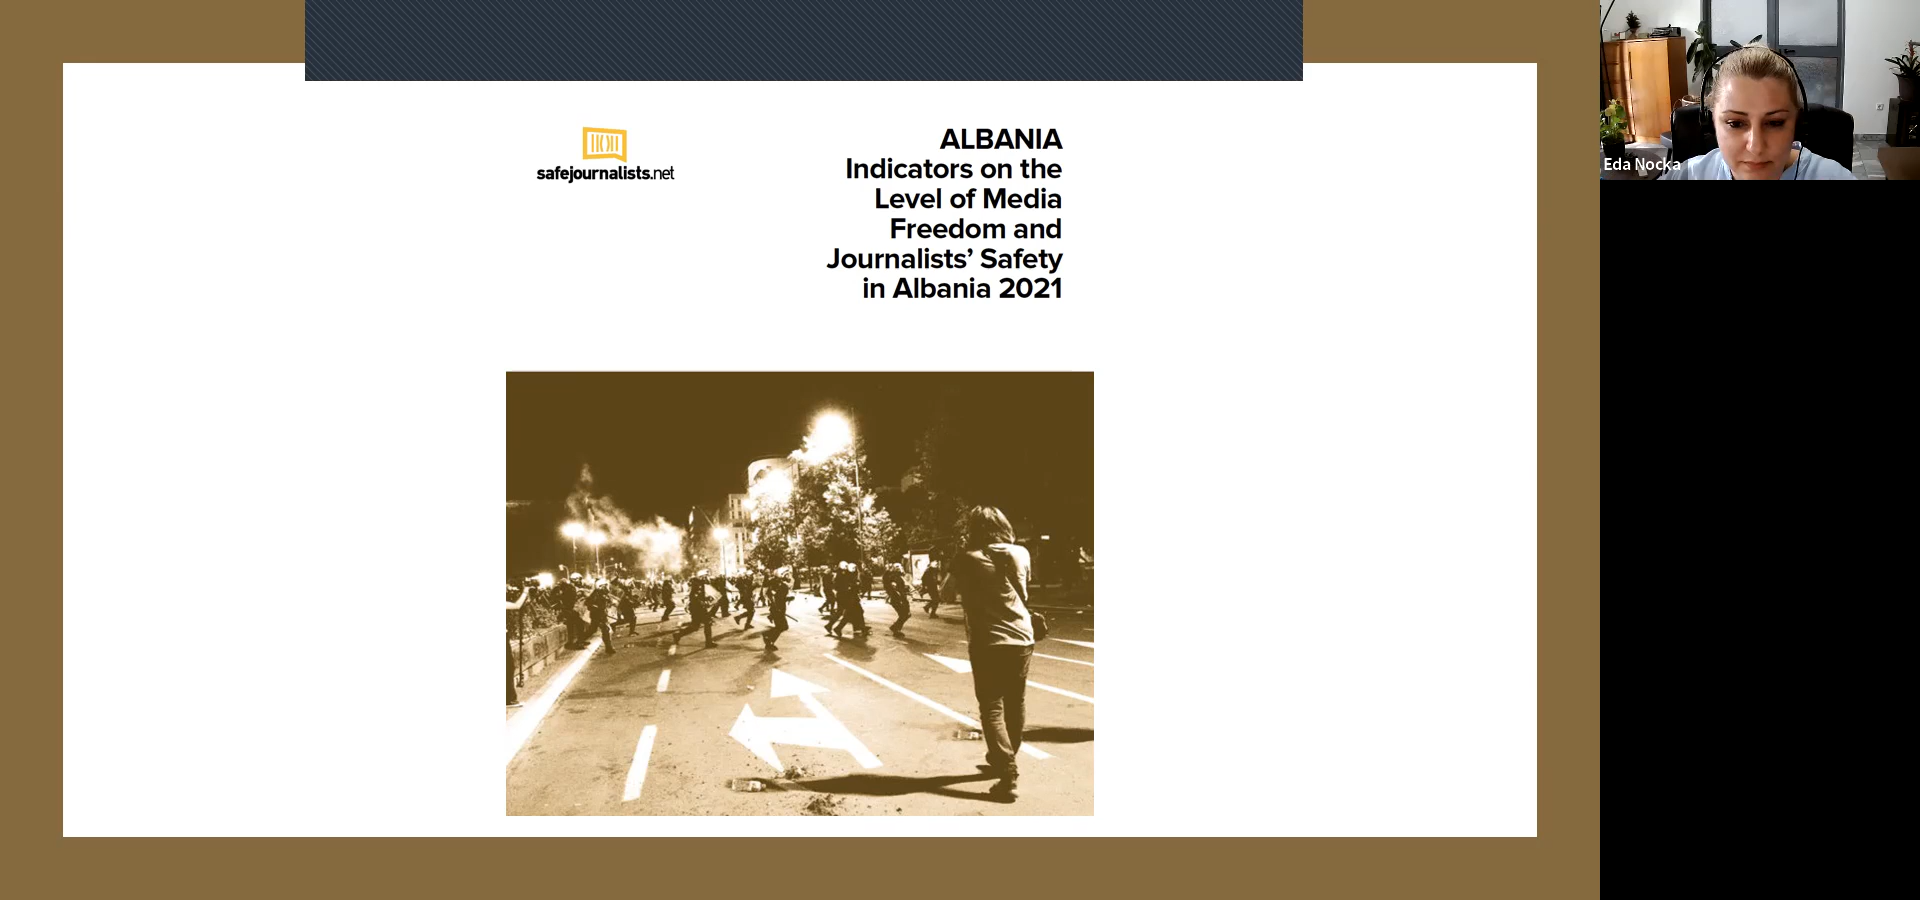 safejournalists.net
ALBANIA
Indicators on the
Level of Media
Freedom and
Journalists’ Safety
in Albania 2021
Eda Nocka